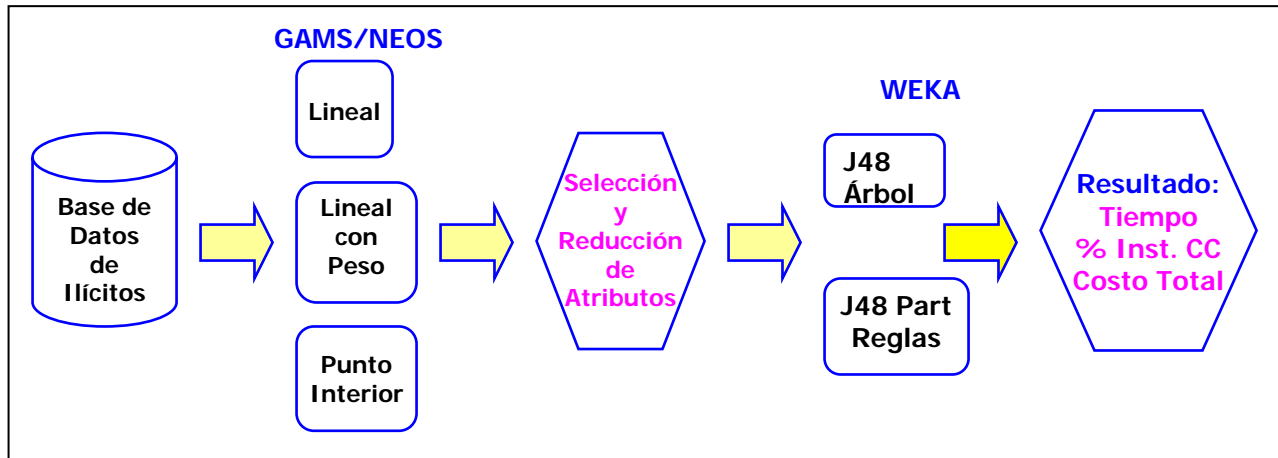 GAMS/NEOS
WEKA
Base de
Datos
de
Ilícitos
Lineal
Lineal
con
Peso
Punto
Interior
Selección
y
Reducción
de
Atributos
J48
Árbol
J48 Part
Reglas
Resultado:
Tiempo
% Inst. CC
Costo Total